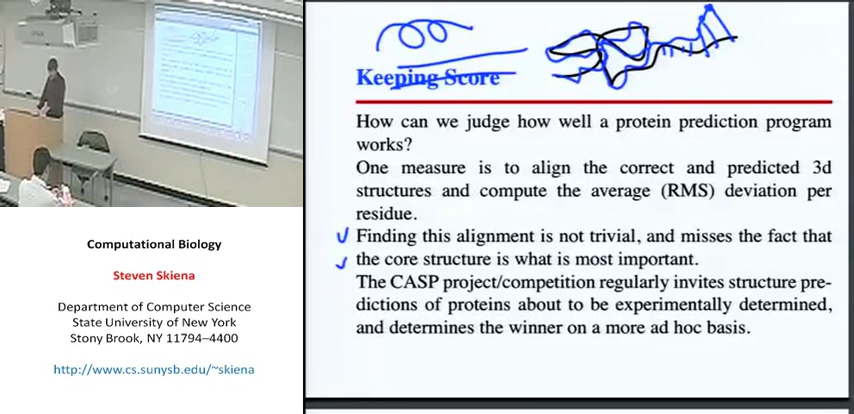 Computational Biology
Steven Skiena
Department of Computer Science
State University of New York
Stony Brook, NY 11794–4400
http://www.cs.sunysb.edu/~skiena
Keeping Score
How can we judge how well a protein prediction program
works?
One measure is to align the correct and predicted 3d
structures and compute the average (RMS) deviation per
residue.
Finding this alignment is not trivial, and misses the fact that
the core structure is what is most important.
The CASP project/competition regularly invites structure pre-
dictions of proteins about to be experimentally determined,
and determines the winner on a more ad hoc basis.